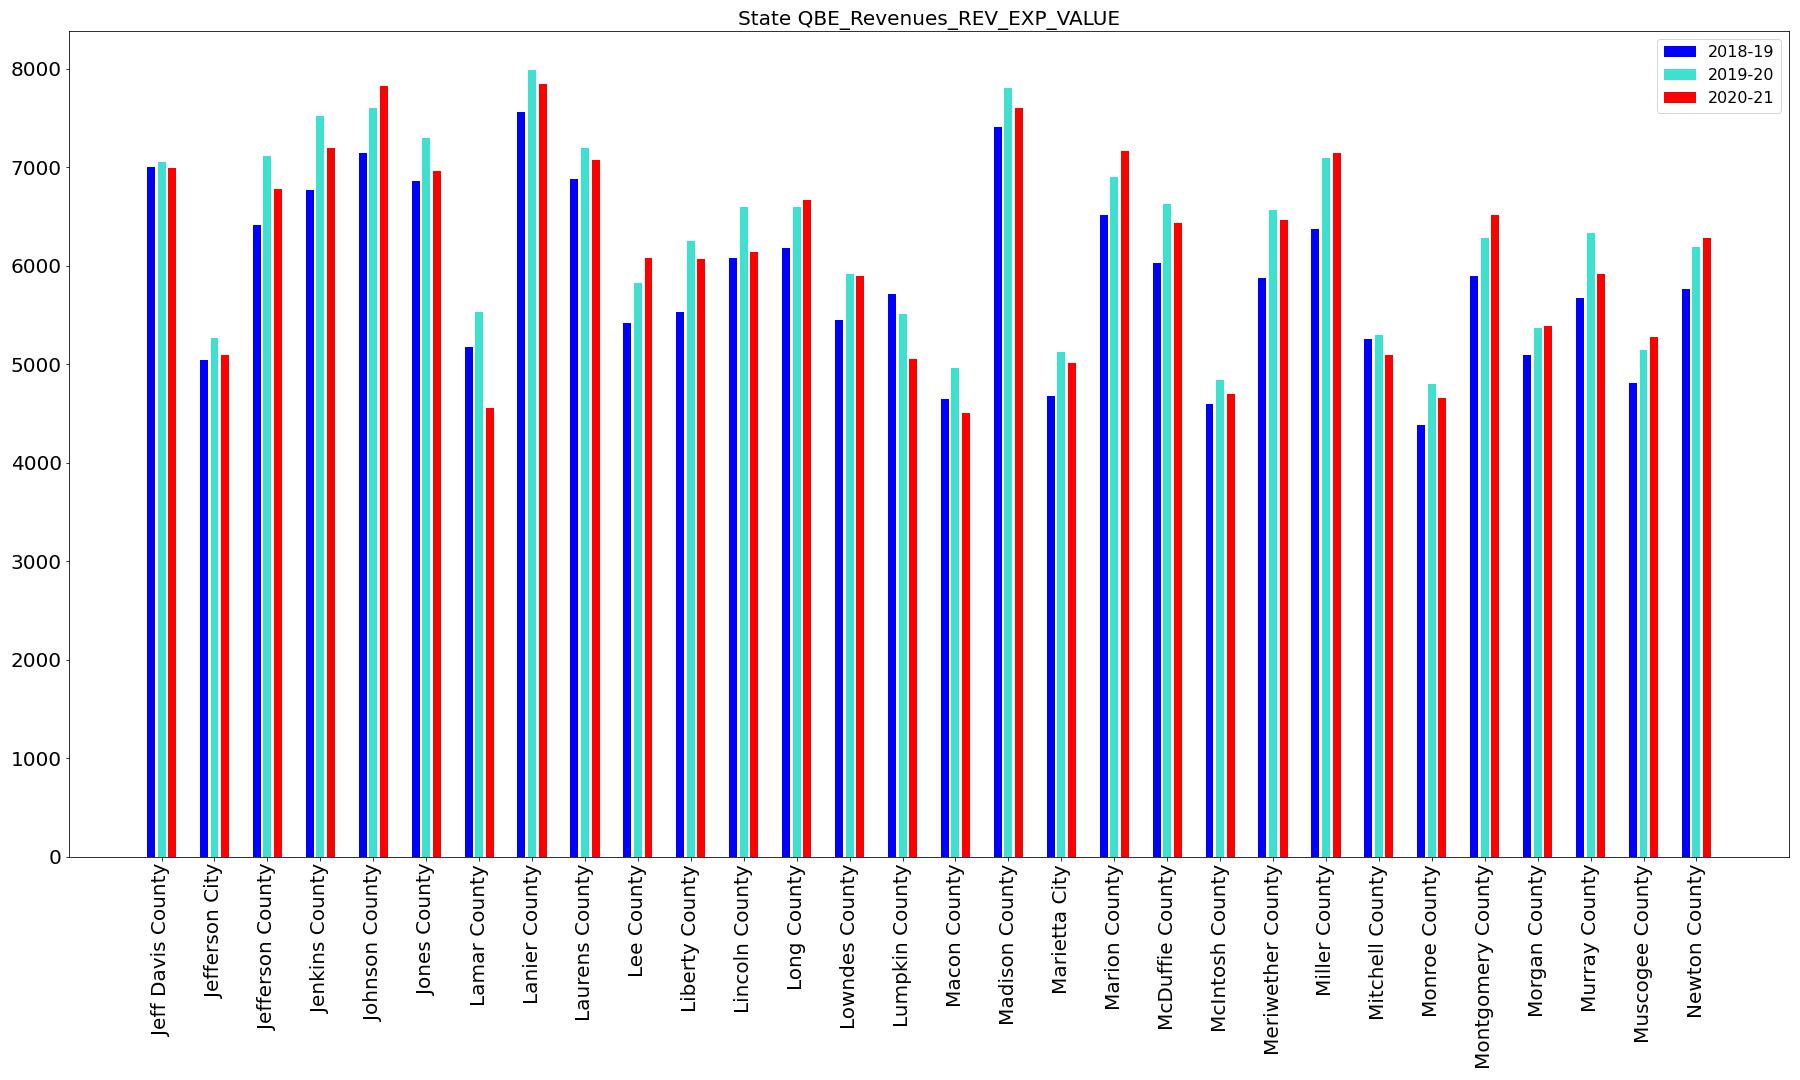 State QBE_Revenues_REV_EXP_VALUE
2018-19
2019-20
2020-21
8000
7000
6000
5000
4000
3000
2000
1000
0
Jeff Davis County
Jefferson City
Jefferson County
Jenkins County
Johnson County
Jones County
Lamar County
Lanier County
Laurens County
Lee County
Liberty County
Lincoln County
Long County
Lowndes County
Lumpkin County
Macon County
Madison County
Marietta City
Marion County
McDuffie County
McIntosh County
Meriwether County
Miller County
Mitchell County
Monroe County
Montgomery County
Morgan County
Murray County
Muscogee County
Newton County